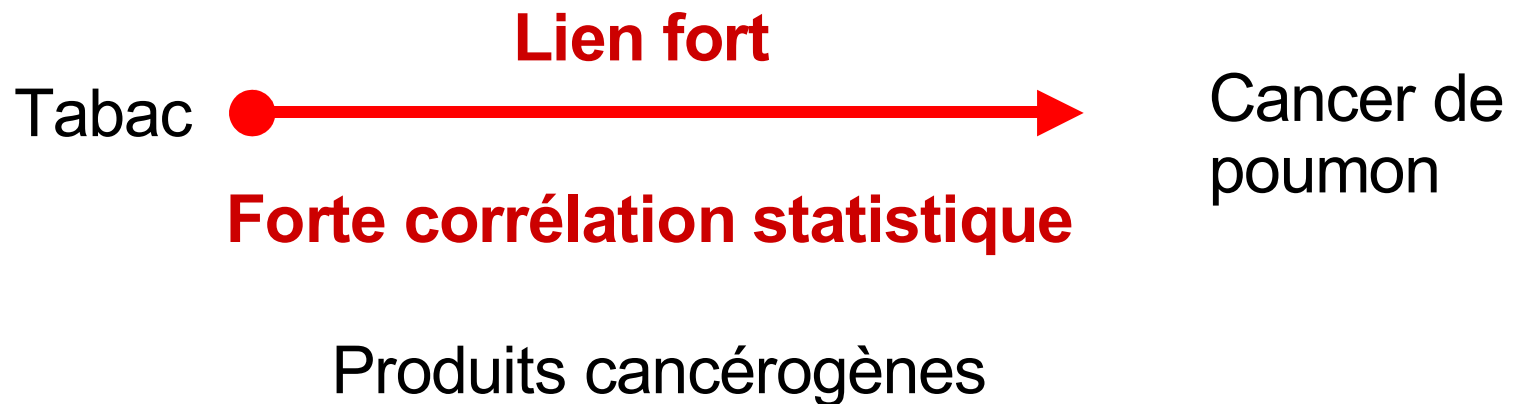 Lien fort
Tabac
Cancer de
poumon
Forte corrélation statistique
Produits cancérogènes